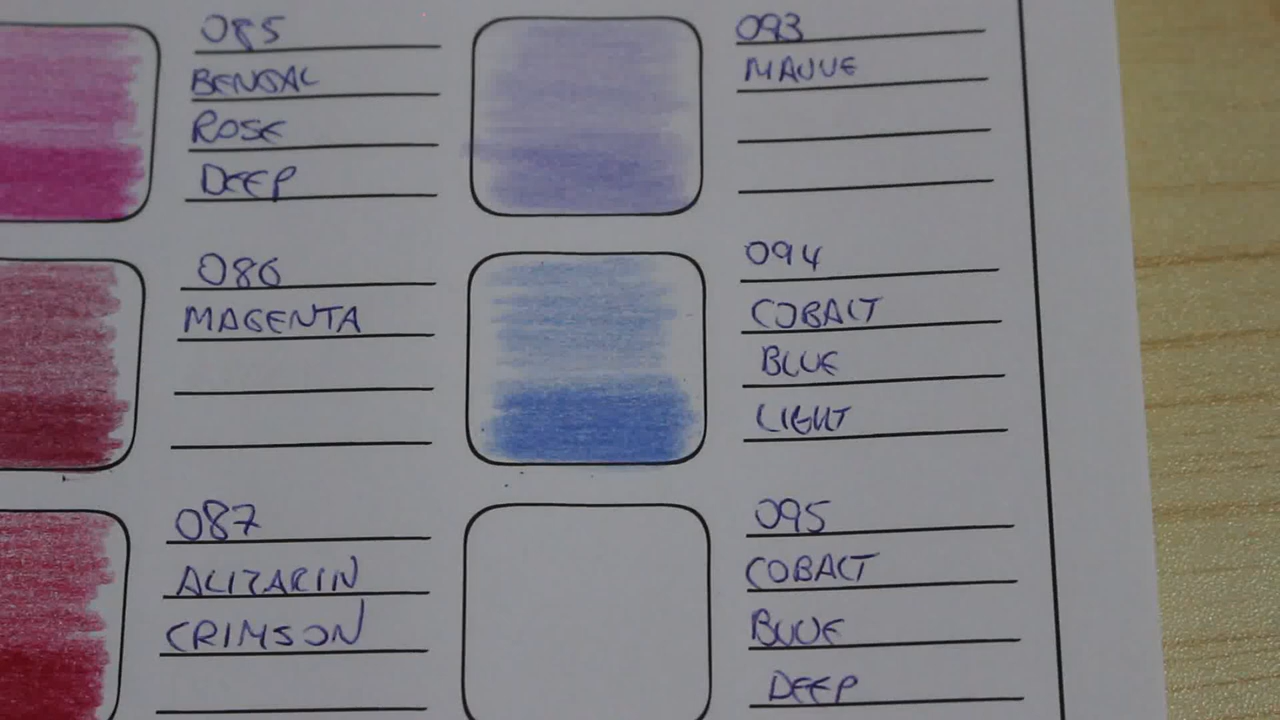 085
BENGAL
ROSE
DEEP
086
MAGENTA
087
ALIZARIN
CRIMSON
093
MAUVE
094
COBALT
BLUE
LIGHT
095
COBALT
BLUE
DEEP